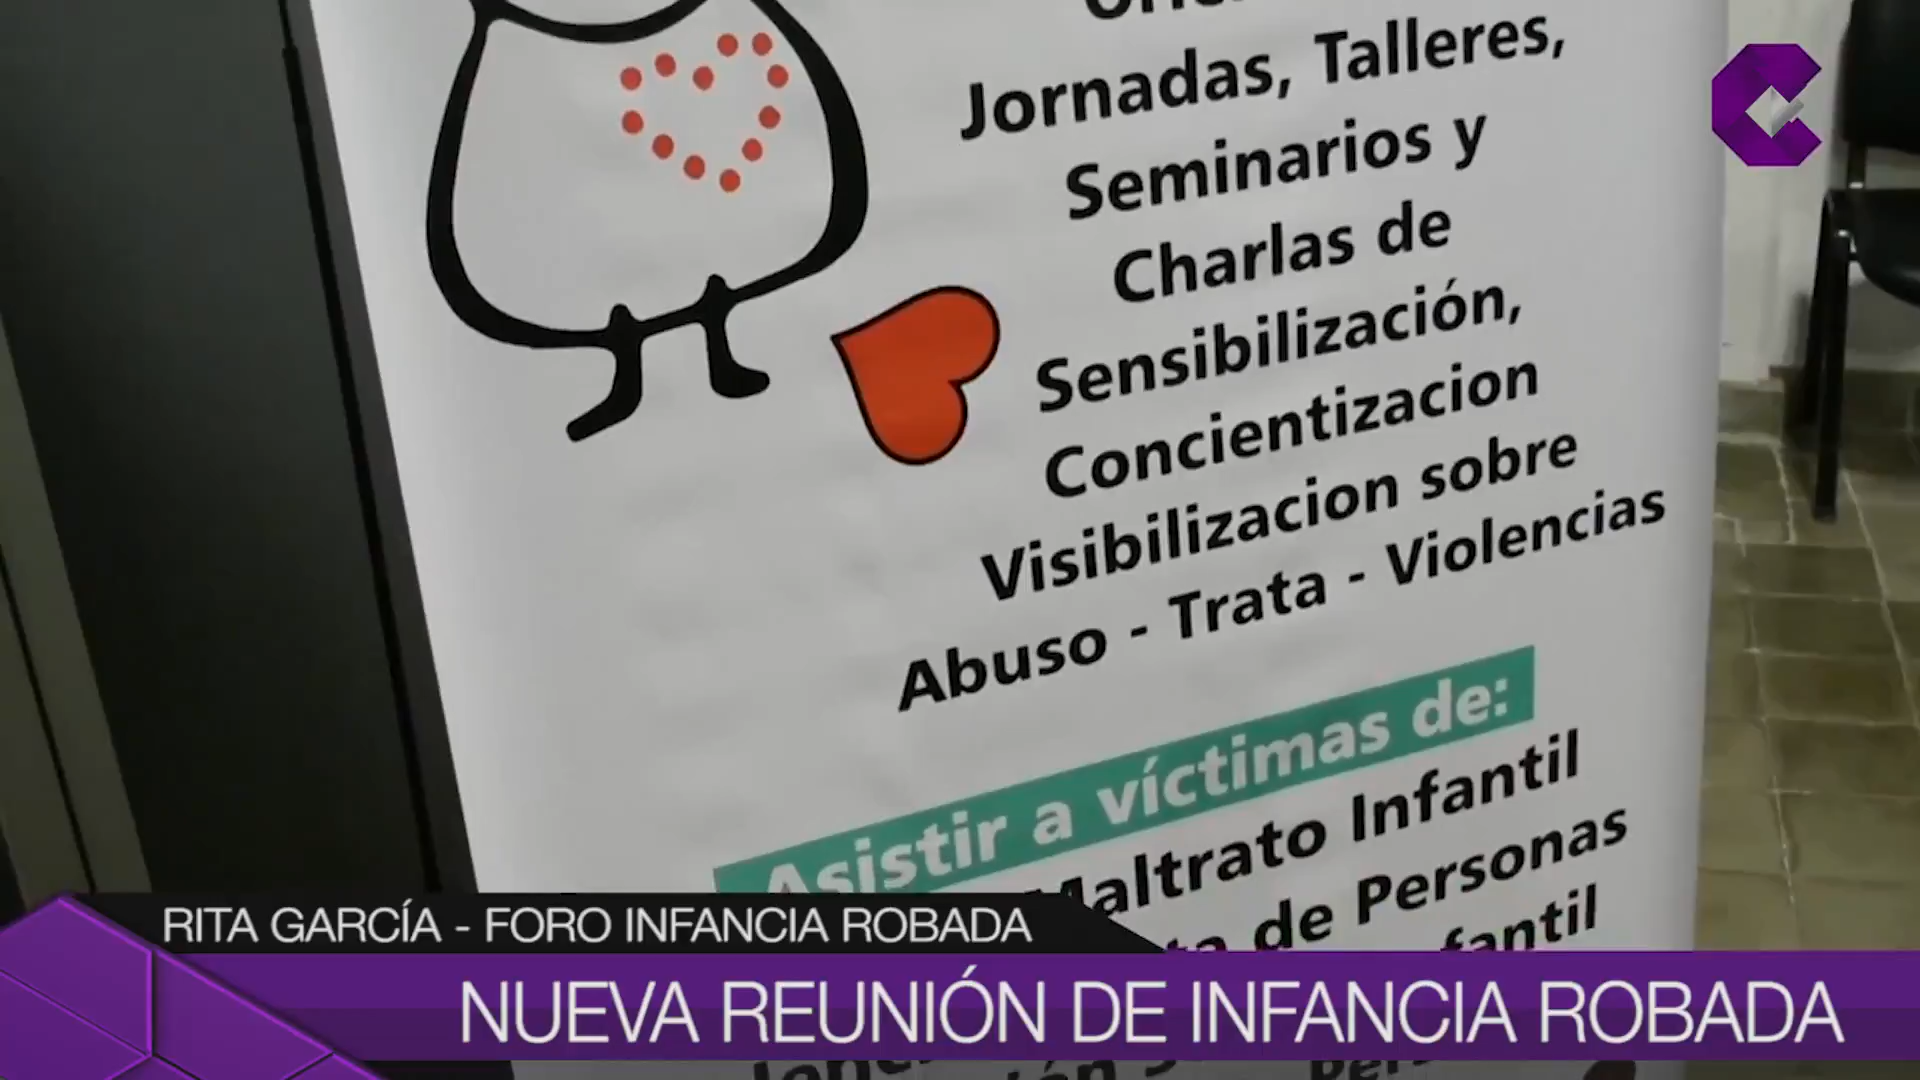 Jornadas, Talleres,
Seminarios y
Charlas de
Sensibilización,
Concientizacion
Visibilizacion sobre
Abuso - Trata - Violencias
Asistir a víctimas de:
Maltrato Infantil
de Personas
RITA GARCÍA - FORO INFANCIA ROBADA
NUEVA REUNIÓN DE INFANCIA ROBADA